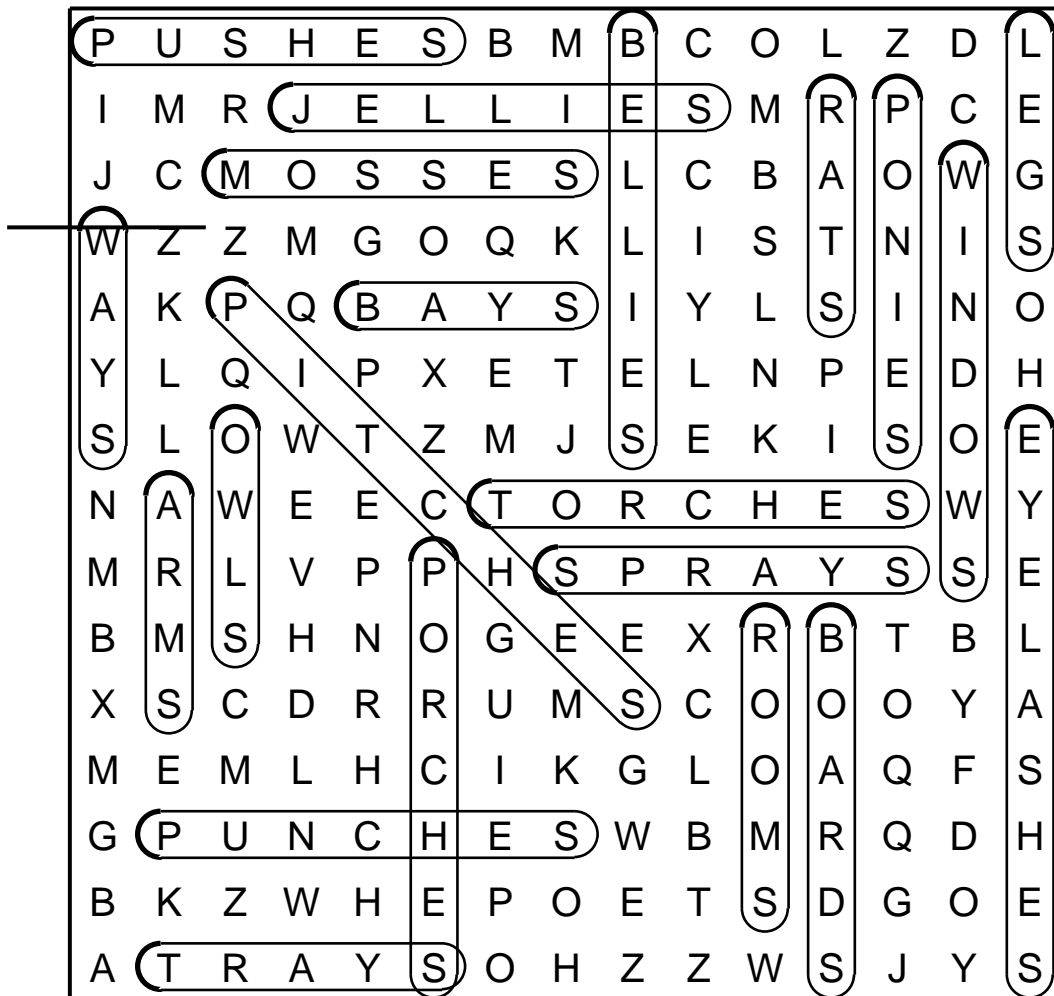 P U S H E S B M B C O L Z D L
I M R J E L L I E S M R P C E
J C M O S S E S L C B A O W G
W Z Z M G O Q K L I S T N I S
A K P Q B A Y S I Y L S I N O
Y L Q I P X E T E L N P E D H
S L O W T Z M J S E K I S O E
N A W E E C T O R C H E S W Y
M R L V P P H S P R A Y S S E
B M S H N O G E E X R B T B L
X S C D R R U M S C O O O Y A
M E M L H C I K G L O A Q F S
G P U N C H E S W B M R Q D H
B K Z W H E P O E T S D G O E
A T R A Y S O H Z Z W S J Y S